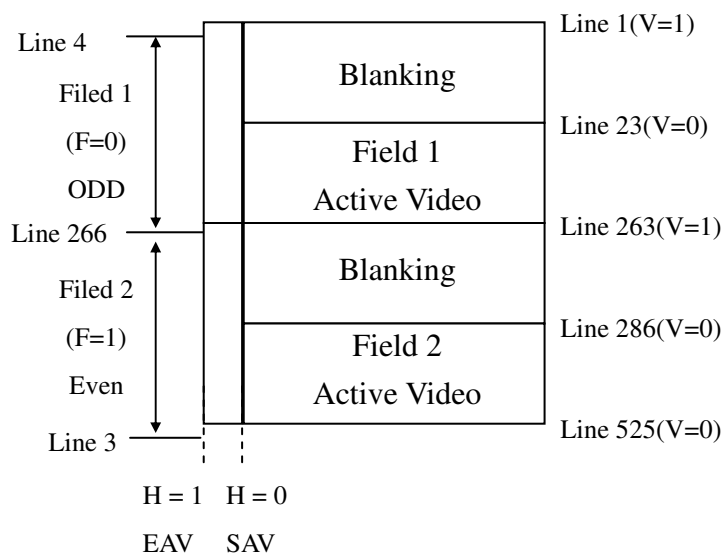 Line 4
Filed 1
(F=0)
ODD
Line 266
Filed 2
(F=1)
Even
Line 3
Blanking
Field 1
Active Video
Blanking
Field 2
Active Video
Line 1(V=1)
Line 23(V=0)
Line 263(V=1)
Line 286(V=0)
Line 525(V=0)
H = 1 H = 0
EAV SAV